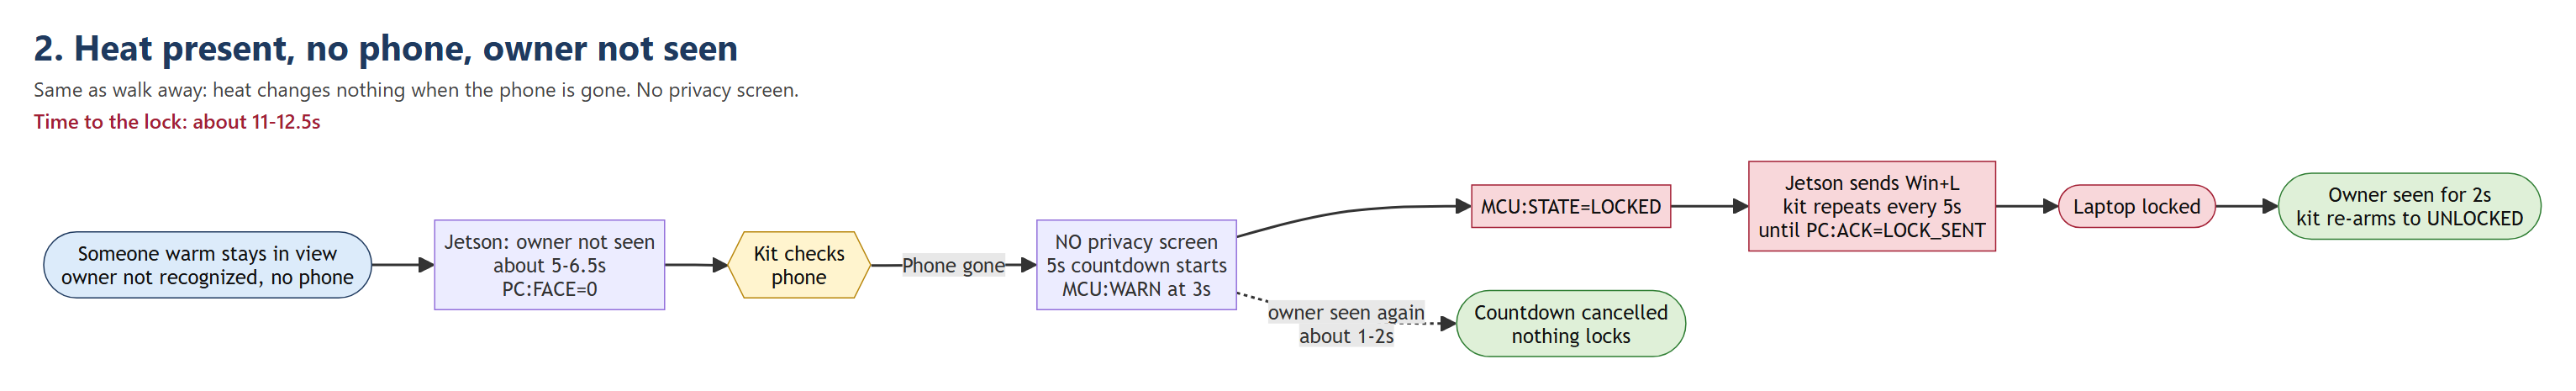 2. Heat present, no phone, owner not seen
Same as walk away: heat changes nothing when the phone is gone. No privacy screen.
Time to the lock: about 11-12.5s
Someone warm stays in view
owner not recognized, no phone
Jetson: owner not seen
about 5-6.5s
PC:FACE=0
Kit checks
phone
Phone gone
NO privacy screen
5s countdown starts
MCU:WARN at 3s
MCU:STATE=LOCKED
Jetson sends Win+L
kit repeats every 5s
until PC:ACK=LOCK_SENT
Laptop locked
Owner seen for 2s
kit re-arms to UNLOCKED
owner seen again
about 1-2s
Countdown cancelled
nothing locks